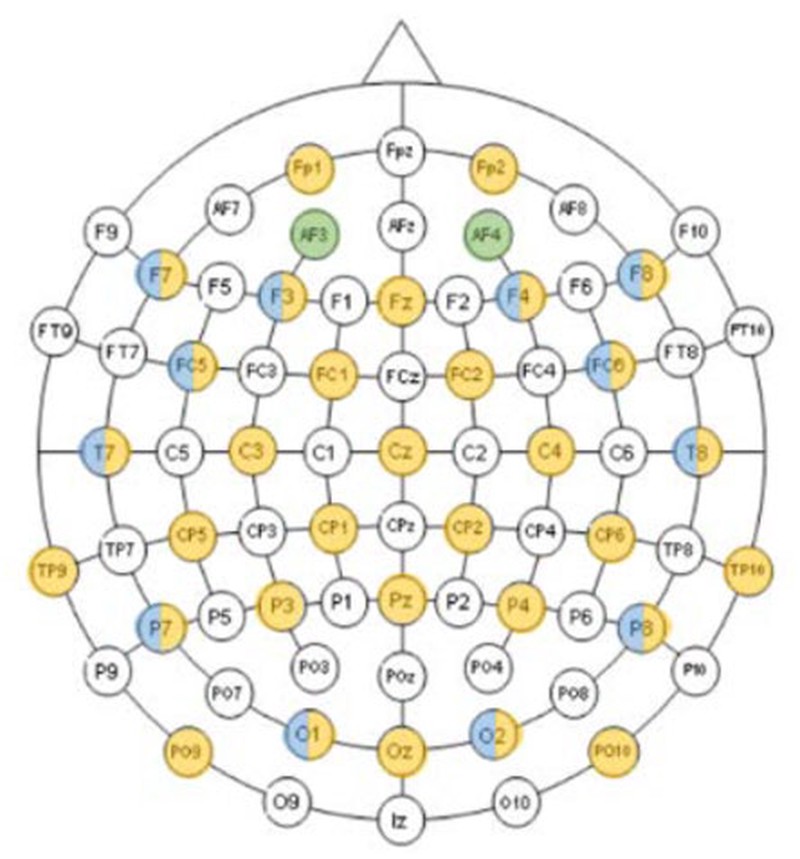 Fpz
Fp1 Fp2
AF7 AFz AF8
AF3 AF4
F9 F10
F7 F8
F5 F6
F3 F1 Fz F2 F4
FT9 FT10
FT7 FT8
FC5 FC3 FC1 FCz FC2 FC4 FC6
T7 C5 C3 C1 Cz C2 C4 C6 T8
CP5 CP3 CP1 CPz CP2 CP4 CP6
TP7 TP8
TP9 TP10
P3 P1 Pz P2 P4
P5 P6
P7 P8
PO3 POz PO4
P9 P10
PO7 PO8
O1 Oz O2
PO9 PO10
O9 O10
Iz